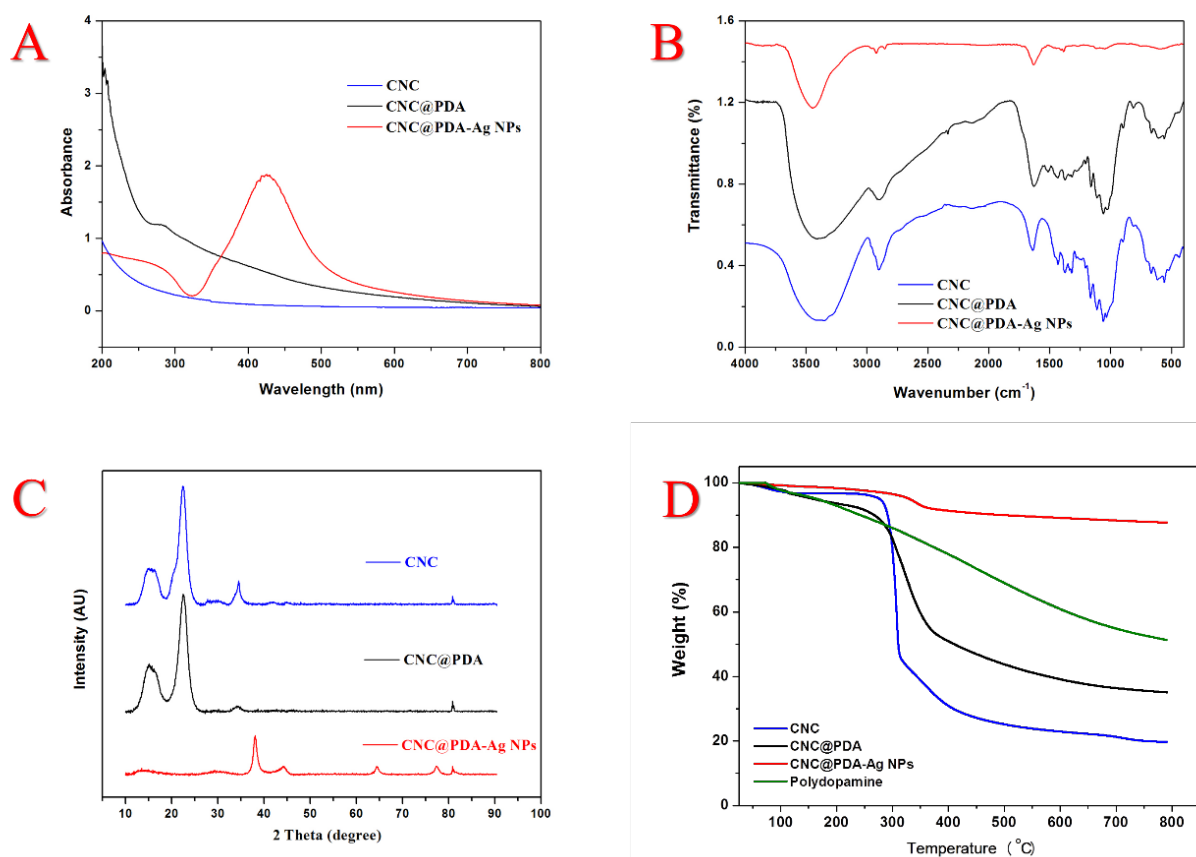 A
4
3
2
1
0
Absorbance
CNC
CNC@PDA
CNC@PDA-Ag NPs
200 300 400 500 600 700 800
Wavelength (nm)
B
1.6
1.2
0.8
0.4
0.0
Transmittance (%)
CNC
CNC@PDA
CNC@PDA-Ag NPs
4000 3500 3000 2500 2000 1500 1000 500
Wavenumber (cm⁻¹)
C
Intensity (AU)
CNC
CNC@PDA
CNC@PDA-Ag NPs
10 20 30 40 50 60 70 80 90 100
2 Theta (degree)
D
100
80
60
40
20
0
Weight (%)
CNC
CNC@PDA
CNC@PDA-Ag NPs
Polydopamine
100 200 300 400 500 600 700 800
Temperature (°C)